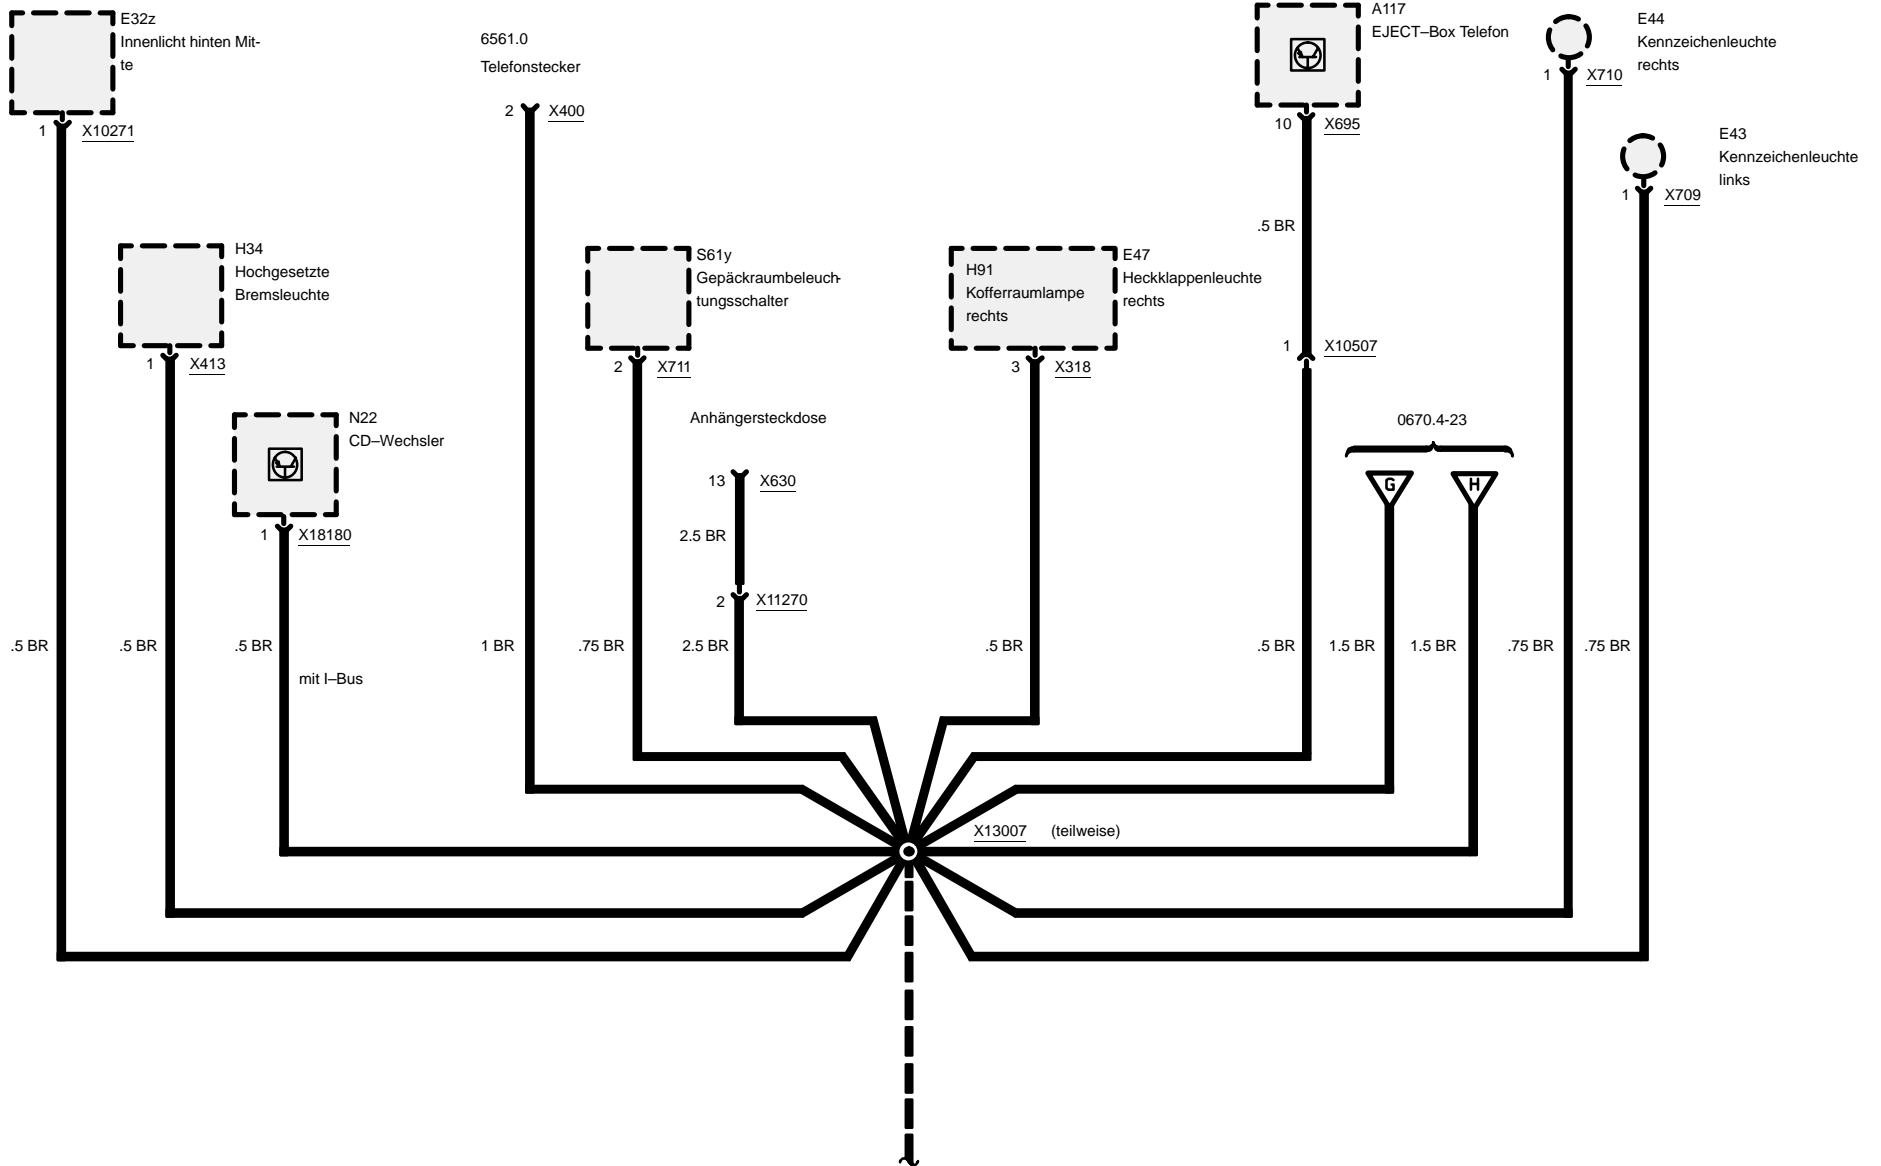 E32z
Innenlicht hinten Mit-
te
1 X10271
6561.0
Telefonstecker
2 X400
A117
EJECT–Box Telefon
10 X695
E44
Kennzeichenleuchte
rechts
1 X710
E43
Kennzeichenleuchte
links
1 X709
.5 BR
H34
Hochgesetzte
Bremsleuchte
1 X413
S61y
Gepäckraumbeleuch-
tungsschalter
2 X711
H91
Kofferraumlampe
rechts
E47
Heckklappenleuchte
rechts
3 X318
1 X10507
N22
CD–Wechsler
1 X18180
Anhängersteckdose
13 X630
2.5 BR
2 X11270
0670.4-23
G H
.5 BR .5 BR .5 BR 1 BR .75 BR 2.5 BR .5 BR .5 BR 1.5 BR 1.5 BR .75 BR .75 BR
mit I–Bus
X13007 (teilweise)